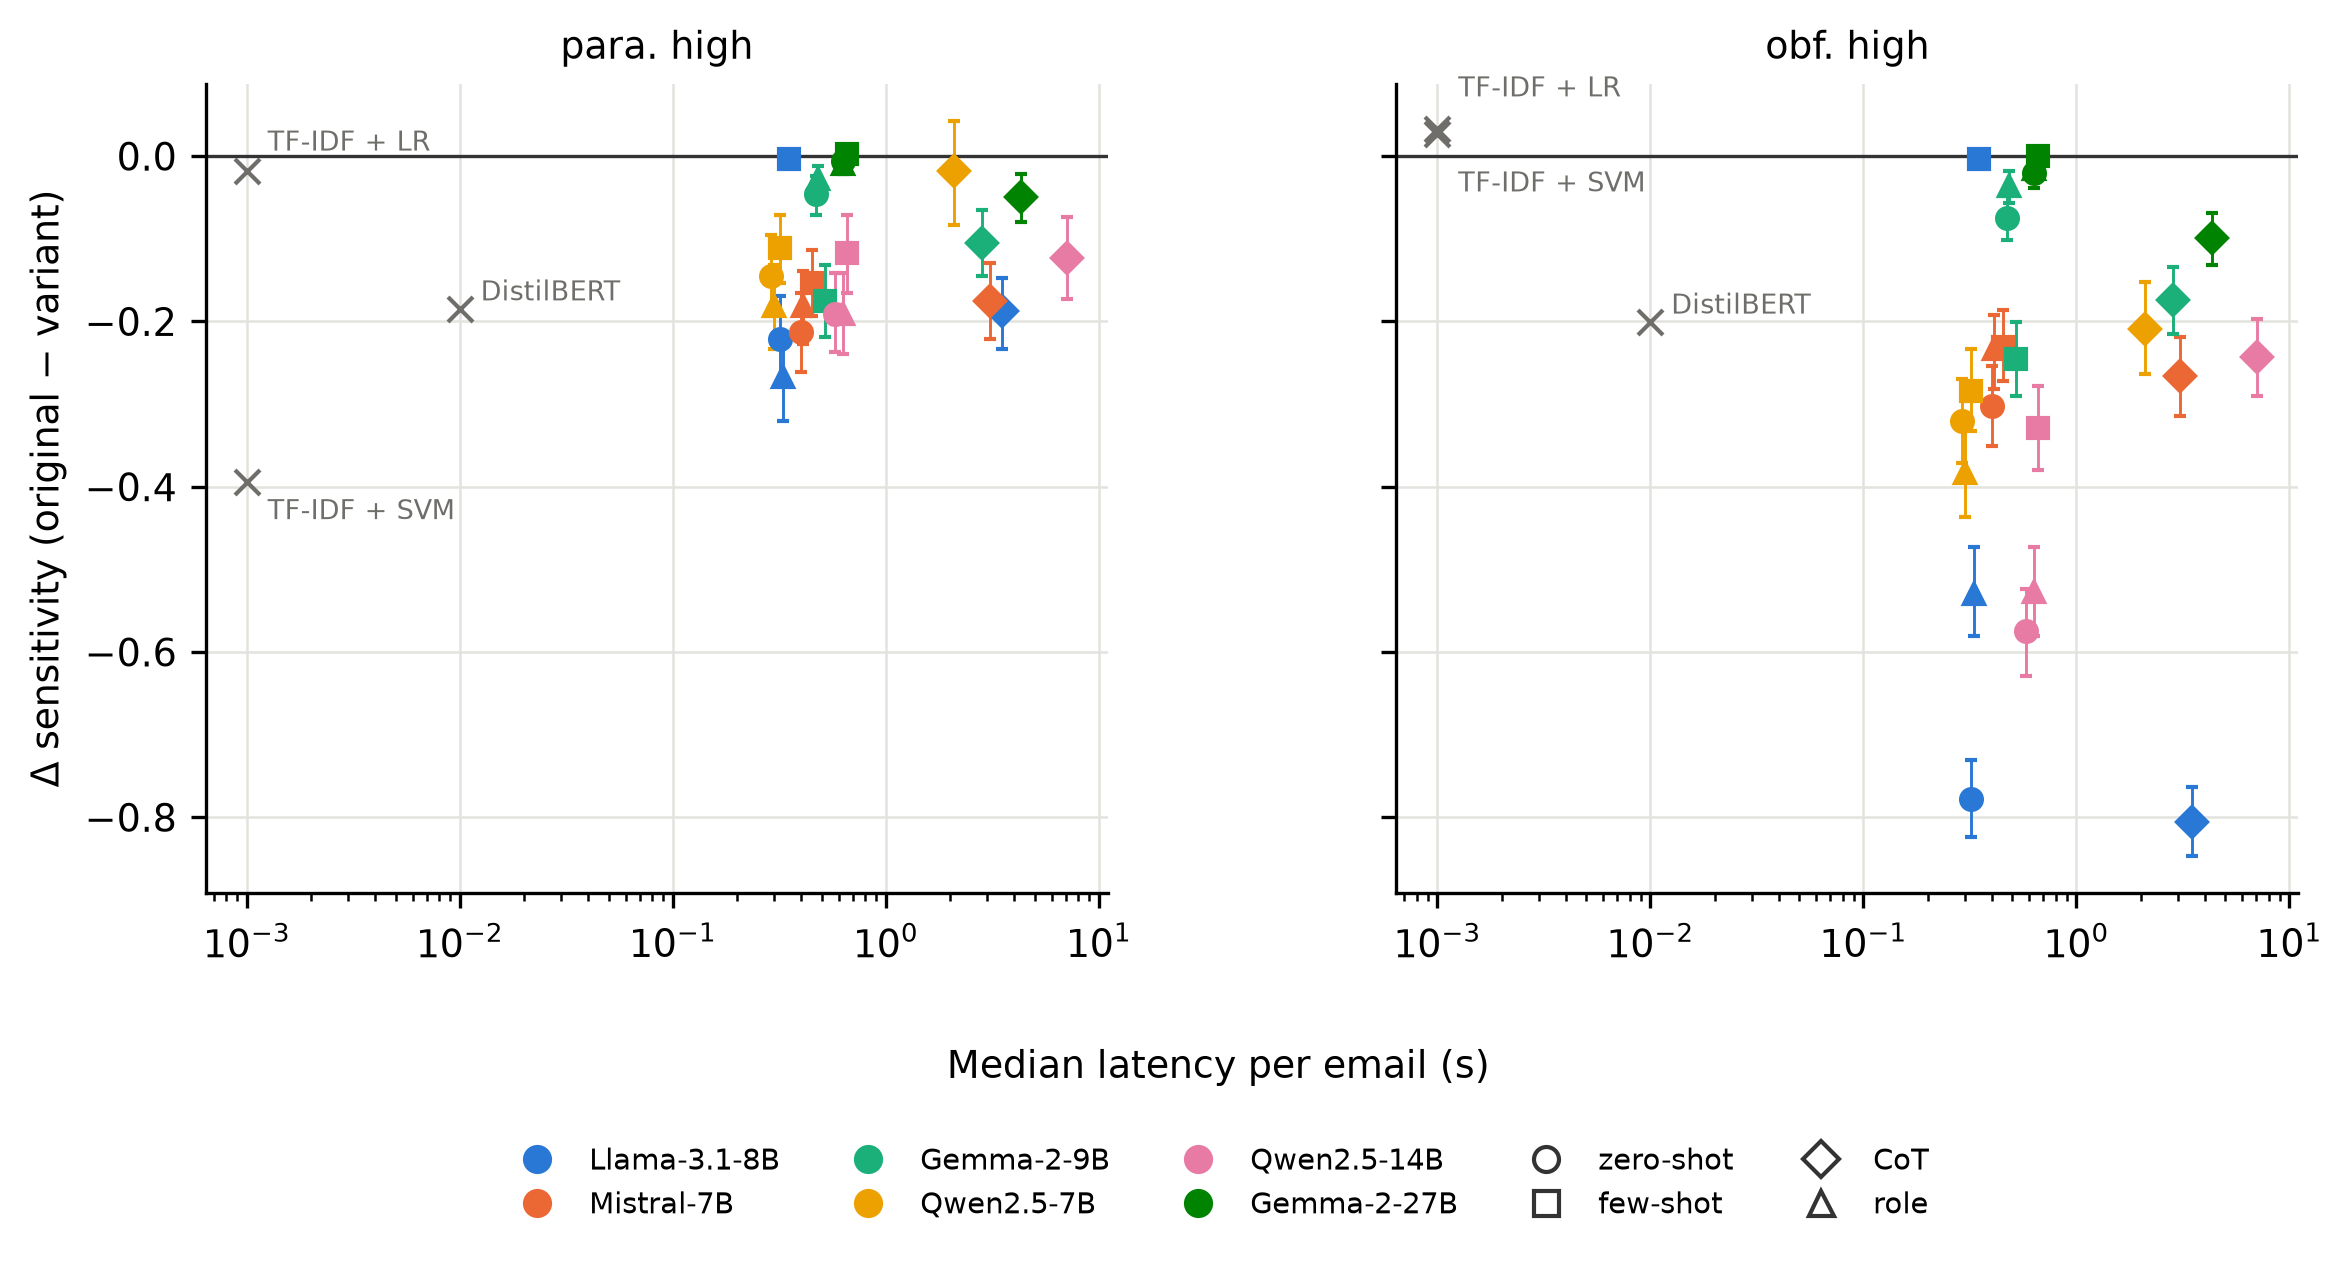 para. high
obf. high
TF-IDF + LR
TF-IDF + SVM
DistilBERT
TF-IDF + LR
TF-IDF + SVM
DistilBERT
Δ sensitivity (original − variant)
0.0
−0.2
−0.4
−0.6
−0.8
10⁻³ 10⁻² 10⁻¹ 10⁰ 10¹
10⁻³ 10⁻² 10⁻¹ 10⁰ 10¹
Median latency per email (s)
Llama-3.1-8B Gemma-2-9B Qwen2.5-14B zero-shot CoT
Mistral-7B Qwen2.5-7B Gemma-2-27B few-shot role